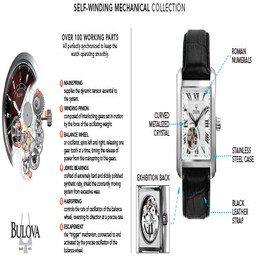 SELF-WINDING MECHANICAL COLLECTION
OVER 100 WORKING PARTS
All perfectly synchronized to keep the
watch operating smoothly.
MAINSPRING
supplies the dynamic tension essential to
the system.
WINDING PINION
composed of interlocking gears set in motion
by the force of the oscillating weight.
BALANCE WHEEL
or oscillator, spins left and right, releasing one
gear tooth at a time, timing the release of
power from the mainspring to the gears.
JEWEL BEARINGS
crafted of extremely hard and slickly polished
synthetic ruby, shield the constantly moving
system from excessive wear.
HAIRSPRING
controls the rate of oscillation of the balance
wheel, reversing its direction at a precise rate.
ESCAPEMENT
the "trigger" mechanism, connected to and
activated by the precise oscillation of the
balance wheel.
BULOVA
ROMAN
NUMERALS
CURVED
METALIZED
CRYSTAL
STAINLESS
STEEL CASE
EXHIBITION BACK
BLACK
LEATHER
STRAP